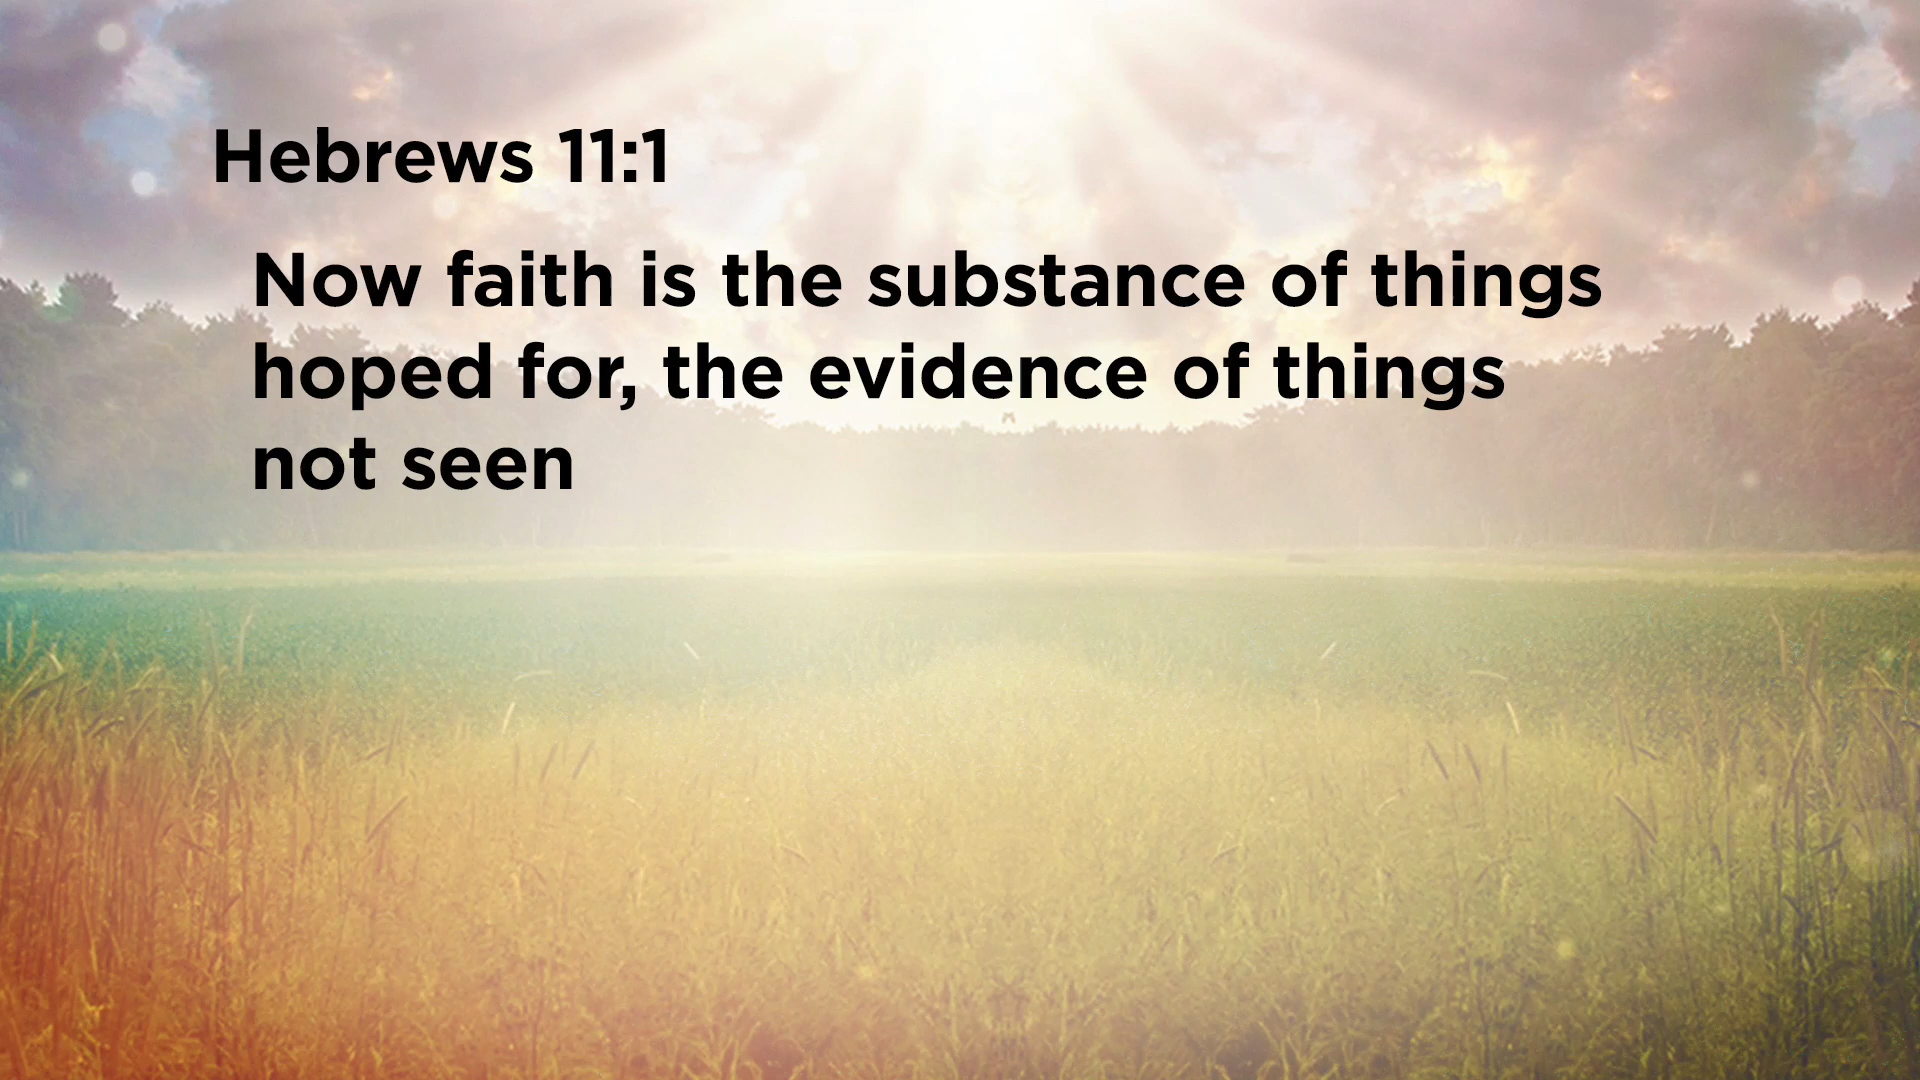 Hebrews 11:1
Now faith is the substance of things
hoped for, the evidence of things
not seen